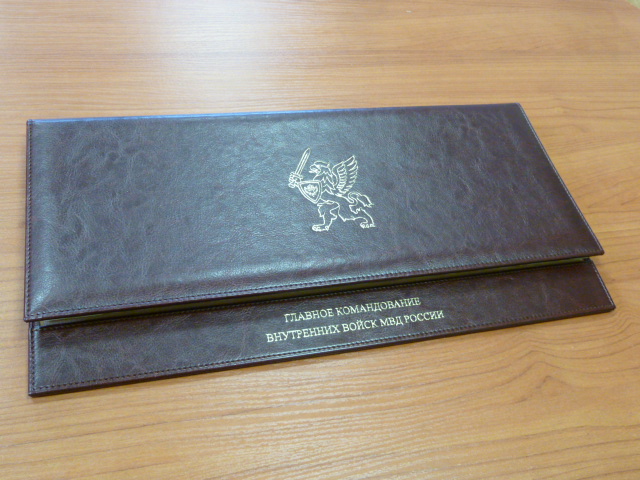 ГЛАВНОЕ КОМАНДОВАНИЕ
ВНУТРЕННИХ ВОЙСК МВД РОССИИ